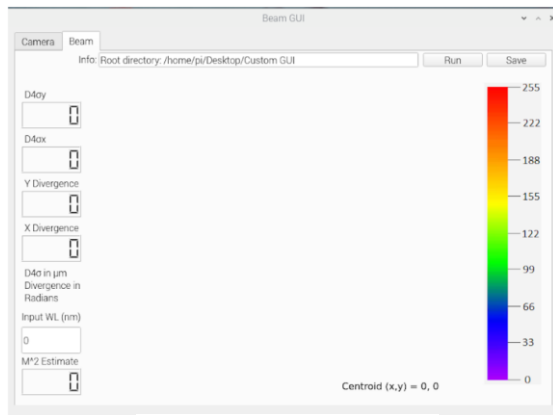 Beam GUI
Camera Beam
Info: Root directory: /home/pi/Desktop/Custom GUI Run Save
D4σy
0
D4σx
0
Y Divergence
0
X Divergence
0
D4σ in μm
Divergence in
Radians
Input WL (nm)
0
M^2 Estimate
0
255
222
188
155
122
99
66
33
0
Centroid (x,y) = 0, 0